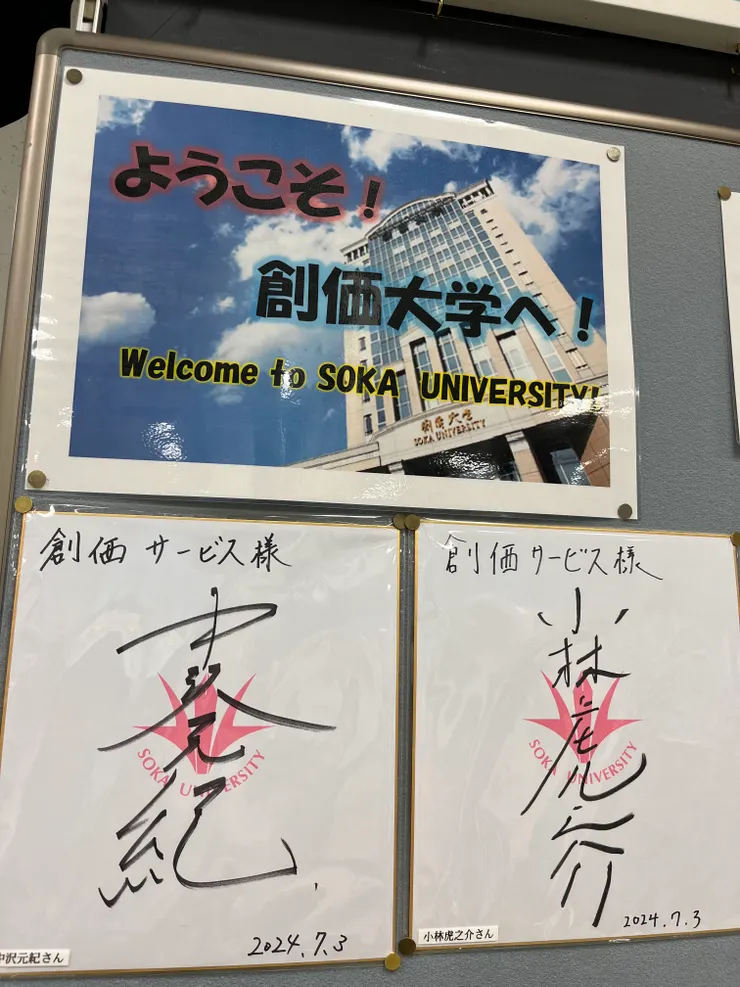 ようこそ！
創価大学へ！
Welcome to SOKA UNIVERSITY!
創価大学
SOKA UNIVERSITY
創価サービス様
中沢元紀
SOKA UNIVERSITY
2024.7.3
中沢元紀さん
創価サービス様
小林虎之介
SOKA UNIVERSITY
2024.7.3
小林虎之介さん